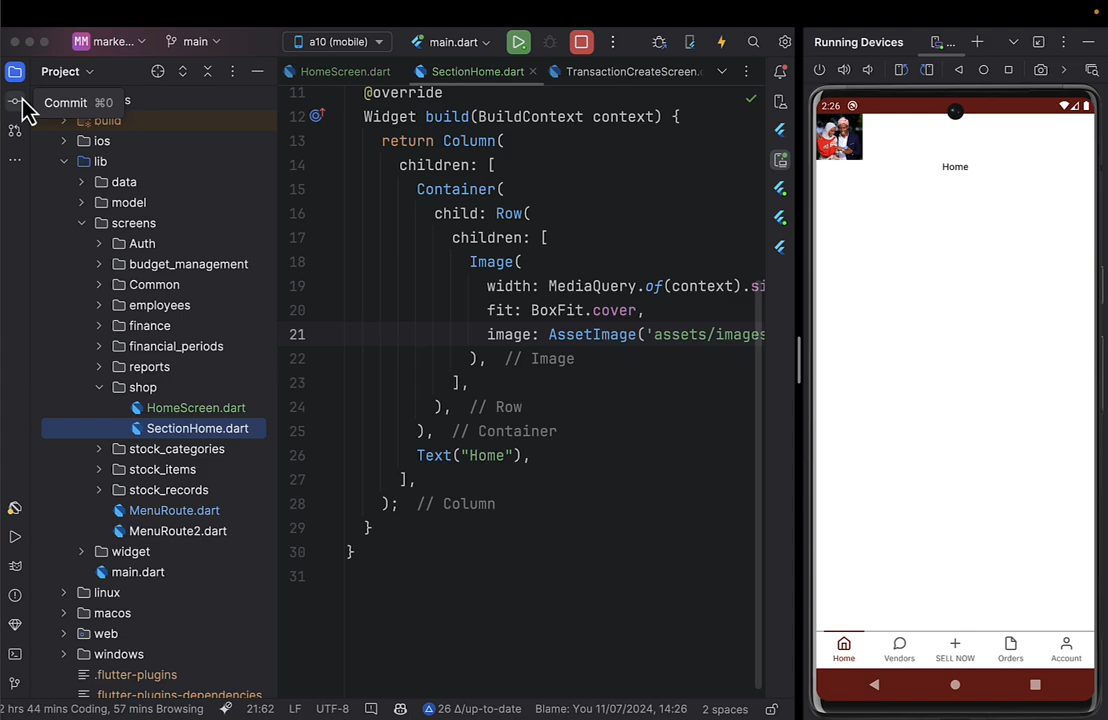 MM marke...
main
a10 (mobile)
main.dart
Running Devices
...
Project
HomeScreen.dart
SectionHome.dart
TransactionCreateScreen.
Commit ⌘0
s
build
ios
lib
data
model
screens
Auth
budget_management
Common
employees
finance
financial_periods
reports
shop
HomeScreen.dart
SectionHome.dart
stock_categories
stock_items
stock_records
MenuRoute.dart
MenuRoute2.dart
widget
main.dart
linux
macos
web
windows
.flutter-plugins
.flutter-plugins-dependencies
11 @override
12 Widget build(BuildContext context) {
13 return Column(
14 children: [
15 Container(
16 child: Row(
17 children: [
18 Image(
19 width: MediaQuery.of(context).si
20 fit: BoxFit.cover,
21 image: AssetImage('assets/images
22 ), // Image
23 ],
24 ), // Row
25 ), // Container
26 Text("Home"),
27 ],
28 ); // Column
29 }
30 }
31
2:26
Home
Home
Vendors
SELL NOW
Orders
Account
2 hrs 44 mins Coding, 57 mins Browsing
21:62
LF
UTF-8
26 Δ/up-to-date
Blame: You 11/07/2024, 14:26
2 spaces